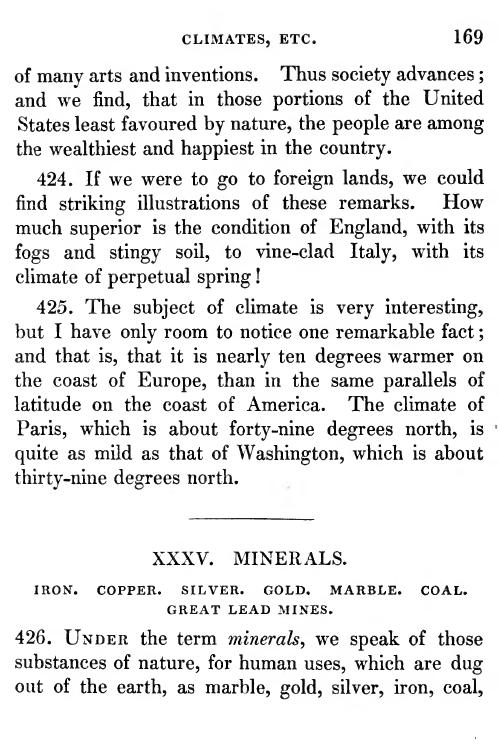 CLIMATES, ETC. 169
of many arts and inventions. Thus society advances;
and we find, that in those portions of the United
States least favoured by nature, the people are among
the wealthiest and happiest in the country.
424. If we were to go to foreign lands, we could
find striking illustrations of these remarks. How
much superior is the condition of England, with its
fogs and stingy soil, to vine-clad Italy, with its
climate of perpetual spring!
425. The subject of climate is very interesting,
but I have only room to notice one remarkable fact;
and that is, that it is nearly ten degrees warmer on
the coast of Europe, than in the same parallels of
latitude on the coast of America. The climate of
Paris, which is about forty-nine degrees north, is
quite as mild as that of Washington, which is about
thirty-nine degrees north.
XXXV. MINERALS.
IRON. COPPER. SILVER. GOLD. MARBLE. COAL.
GREAT LEAD MINES.
426. UNDER the term minerals, we speak of those
substances of nature, for human uses, which are dug
out of the earth, as marble, gold, silver, iron, coal,